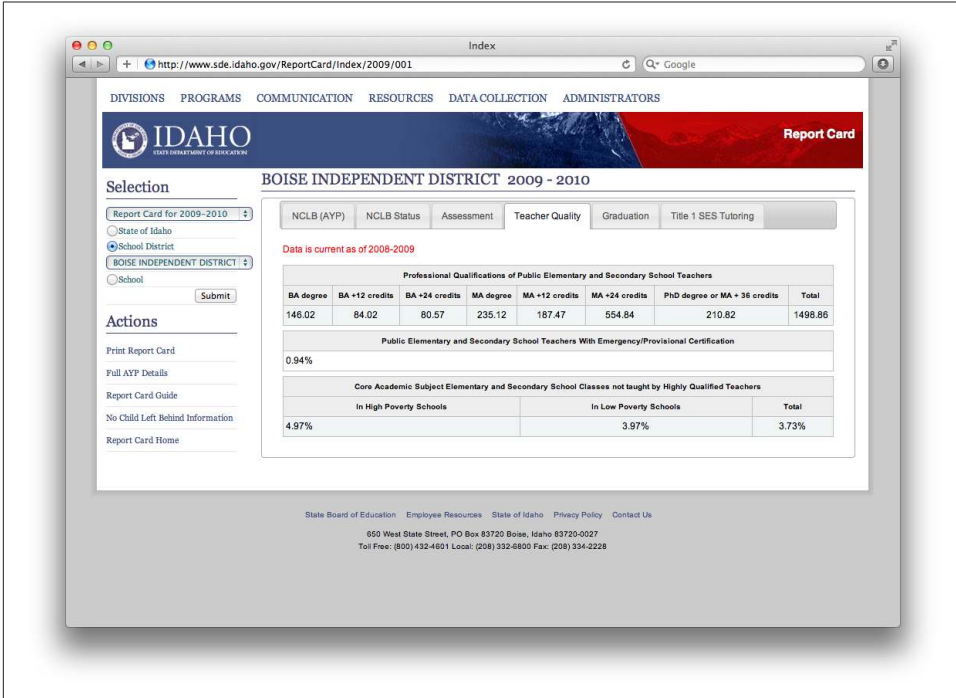 Index
http://www.sde.idaho.gov/ReportCard/Index/2009/001
Google
DIVISIONS PROGRAMS COMMUNICATION RESOURCES DATA COLLECTION ADMINISTRATORS
IDAHO
STATE DEPARTMENT OF EDUCATION
Report Card
Selection
Report Card for 2009-2010
State of Idaho
School District
BOISE INDEPENDENT DISTRICT
School
Submit
Actions
Print Report Card
Full AYP Details
Report Card Guide
No Child Left Behind Information
Report Card Home
BOISE INDEPENDENT DISTRICT 2009 - 2010
NCLB (AYP) NCLB Status Assessment Teacher Quality Graduation Title 1 SES Tutoring
Data is current as of 2008-2009
Professional Qualifications of Public Elementary and Secondary School Teachers
BA degree BA +12 credits BA +24 credits MA degree MA +12 credits MA +24 credits PhD degree or MA + 36 credits Total
146.02 84.02 80.57 235.12 187.47 554.84 210.82 1498.86
Public Elementary and Secondary School Teachers With Emergency/Provisional Certification
0.94%
Core Academic Subject Elementary and Secondary School Classes not taught by Highly Qualified Teachers
In High Poverty Schools In Low Poverty Schools Total
4.97% 3.97% 3.73%
State Board of Education Employee Resources State of Idaho Privacy Policy Contact Us
650 West State Street, PO Box 83720 Boise, Idaho 83720-0027
Toll Free: (800) 432-4601 Local: (208) 332-6800 Fax: (208) 334-2228